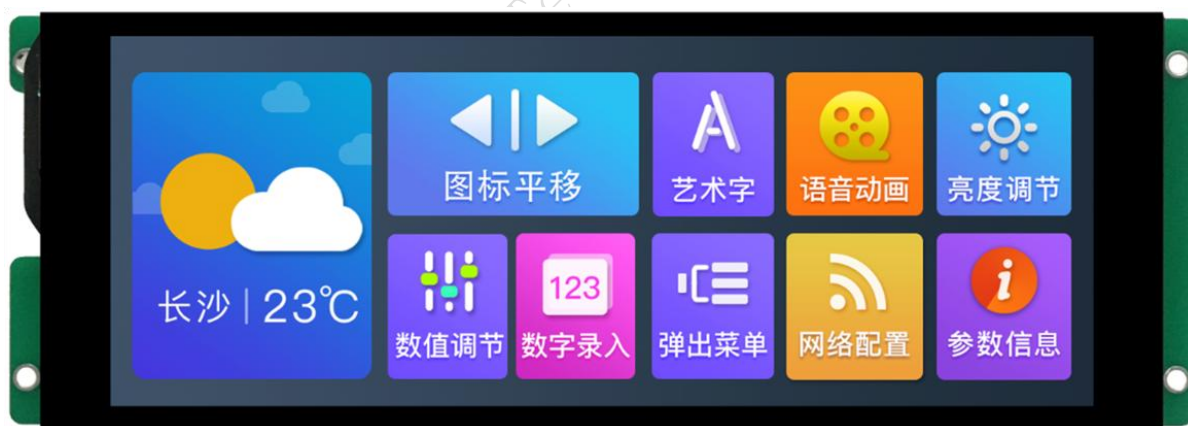 图标平移
艺术字
语音动画
亮度调节
长沙 | 23℃
数值调节
123
数字录入
弹出菜单
网络配置
参数信息